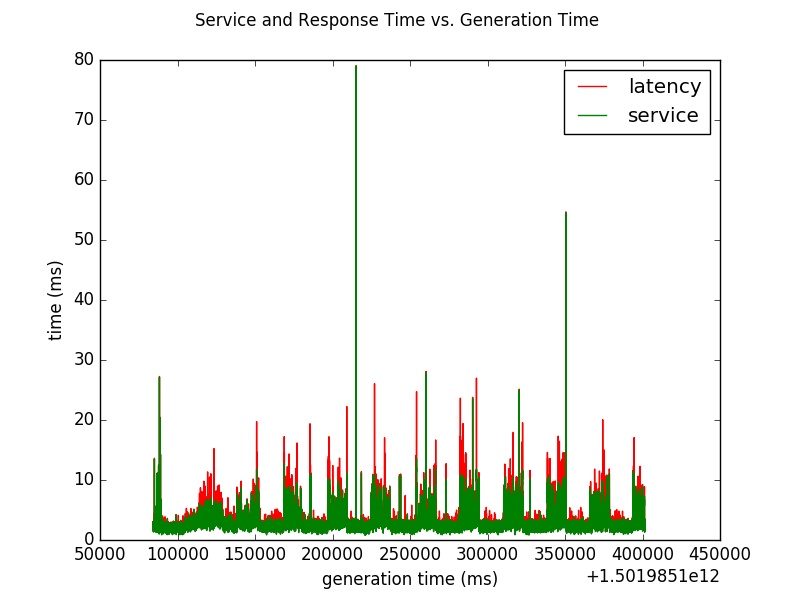 Service and Response Time vs. Generation Time
80
70
60
50
40
30
20
10
0
time (ms)
latency
service
50000 100000 150000 200000 250000 300000 350000 400000 450000
generation time (ms)
+1.5019851e12